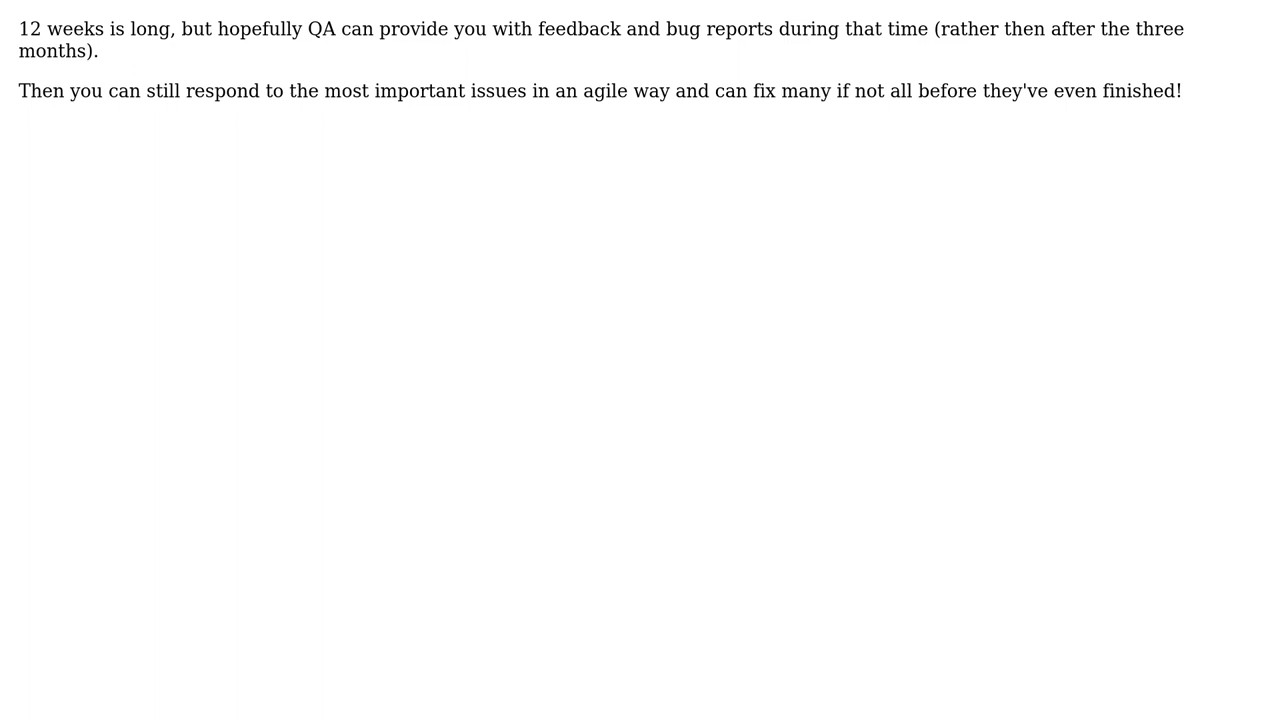 12 weeks is long, but hopefully QA can provide you with feedback and bug reports during that time (rather then after the three
months).
Then you can still respond to the most important issues in an agile way and can fix many if not all before they've even finished!